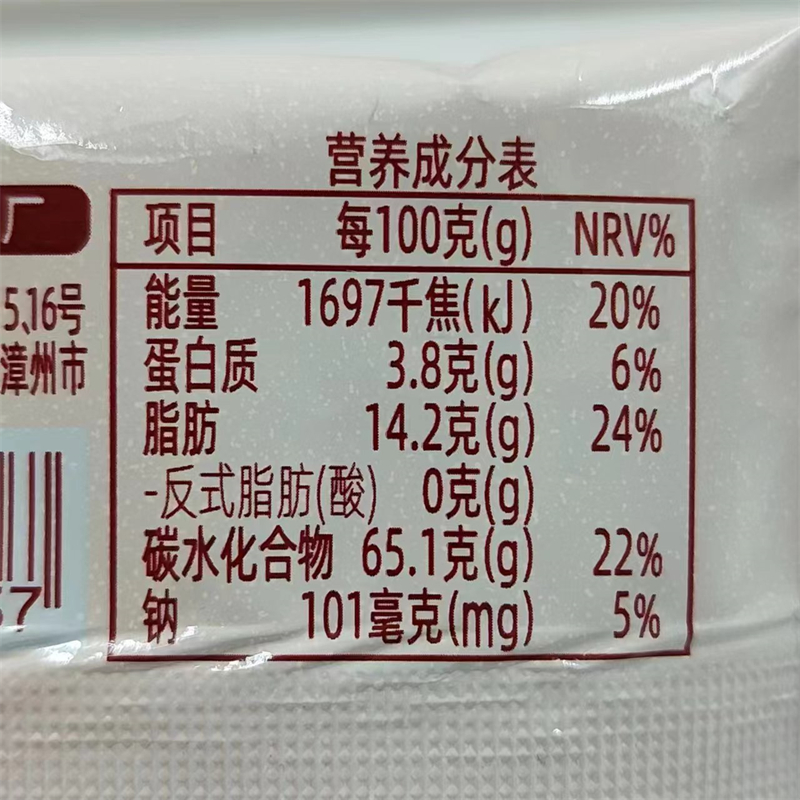 营养成分表
项目 每100克(g) NRV%
能量 1697千焦(kJ) 20%
蛋白质 3.8克(g) 6%
脂肪 14.2克(g) 24%
-反式脂肪(酸) 0克(g)
碳水化合物 65.1克(g) 22%
钠 101毫克(mg) 5%
厂
5、16号
漳州市
57